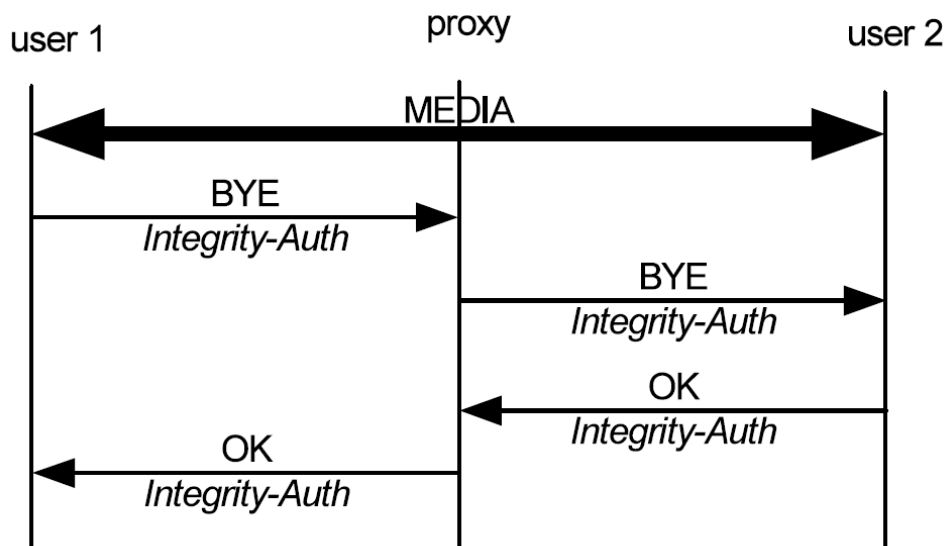 user 1
proxy
user 2
MEDIA
BYE
Integrity-Auth
BYE
Integrity-Auth
OK
Integrity-Auth
OK
Integrity-Auth